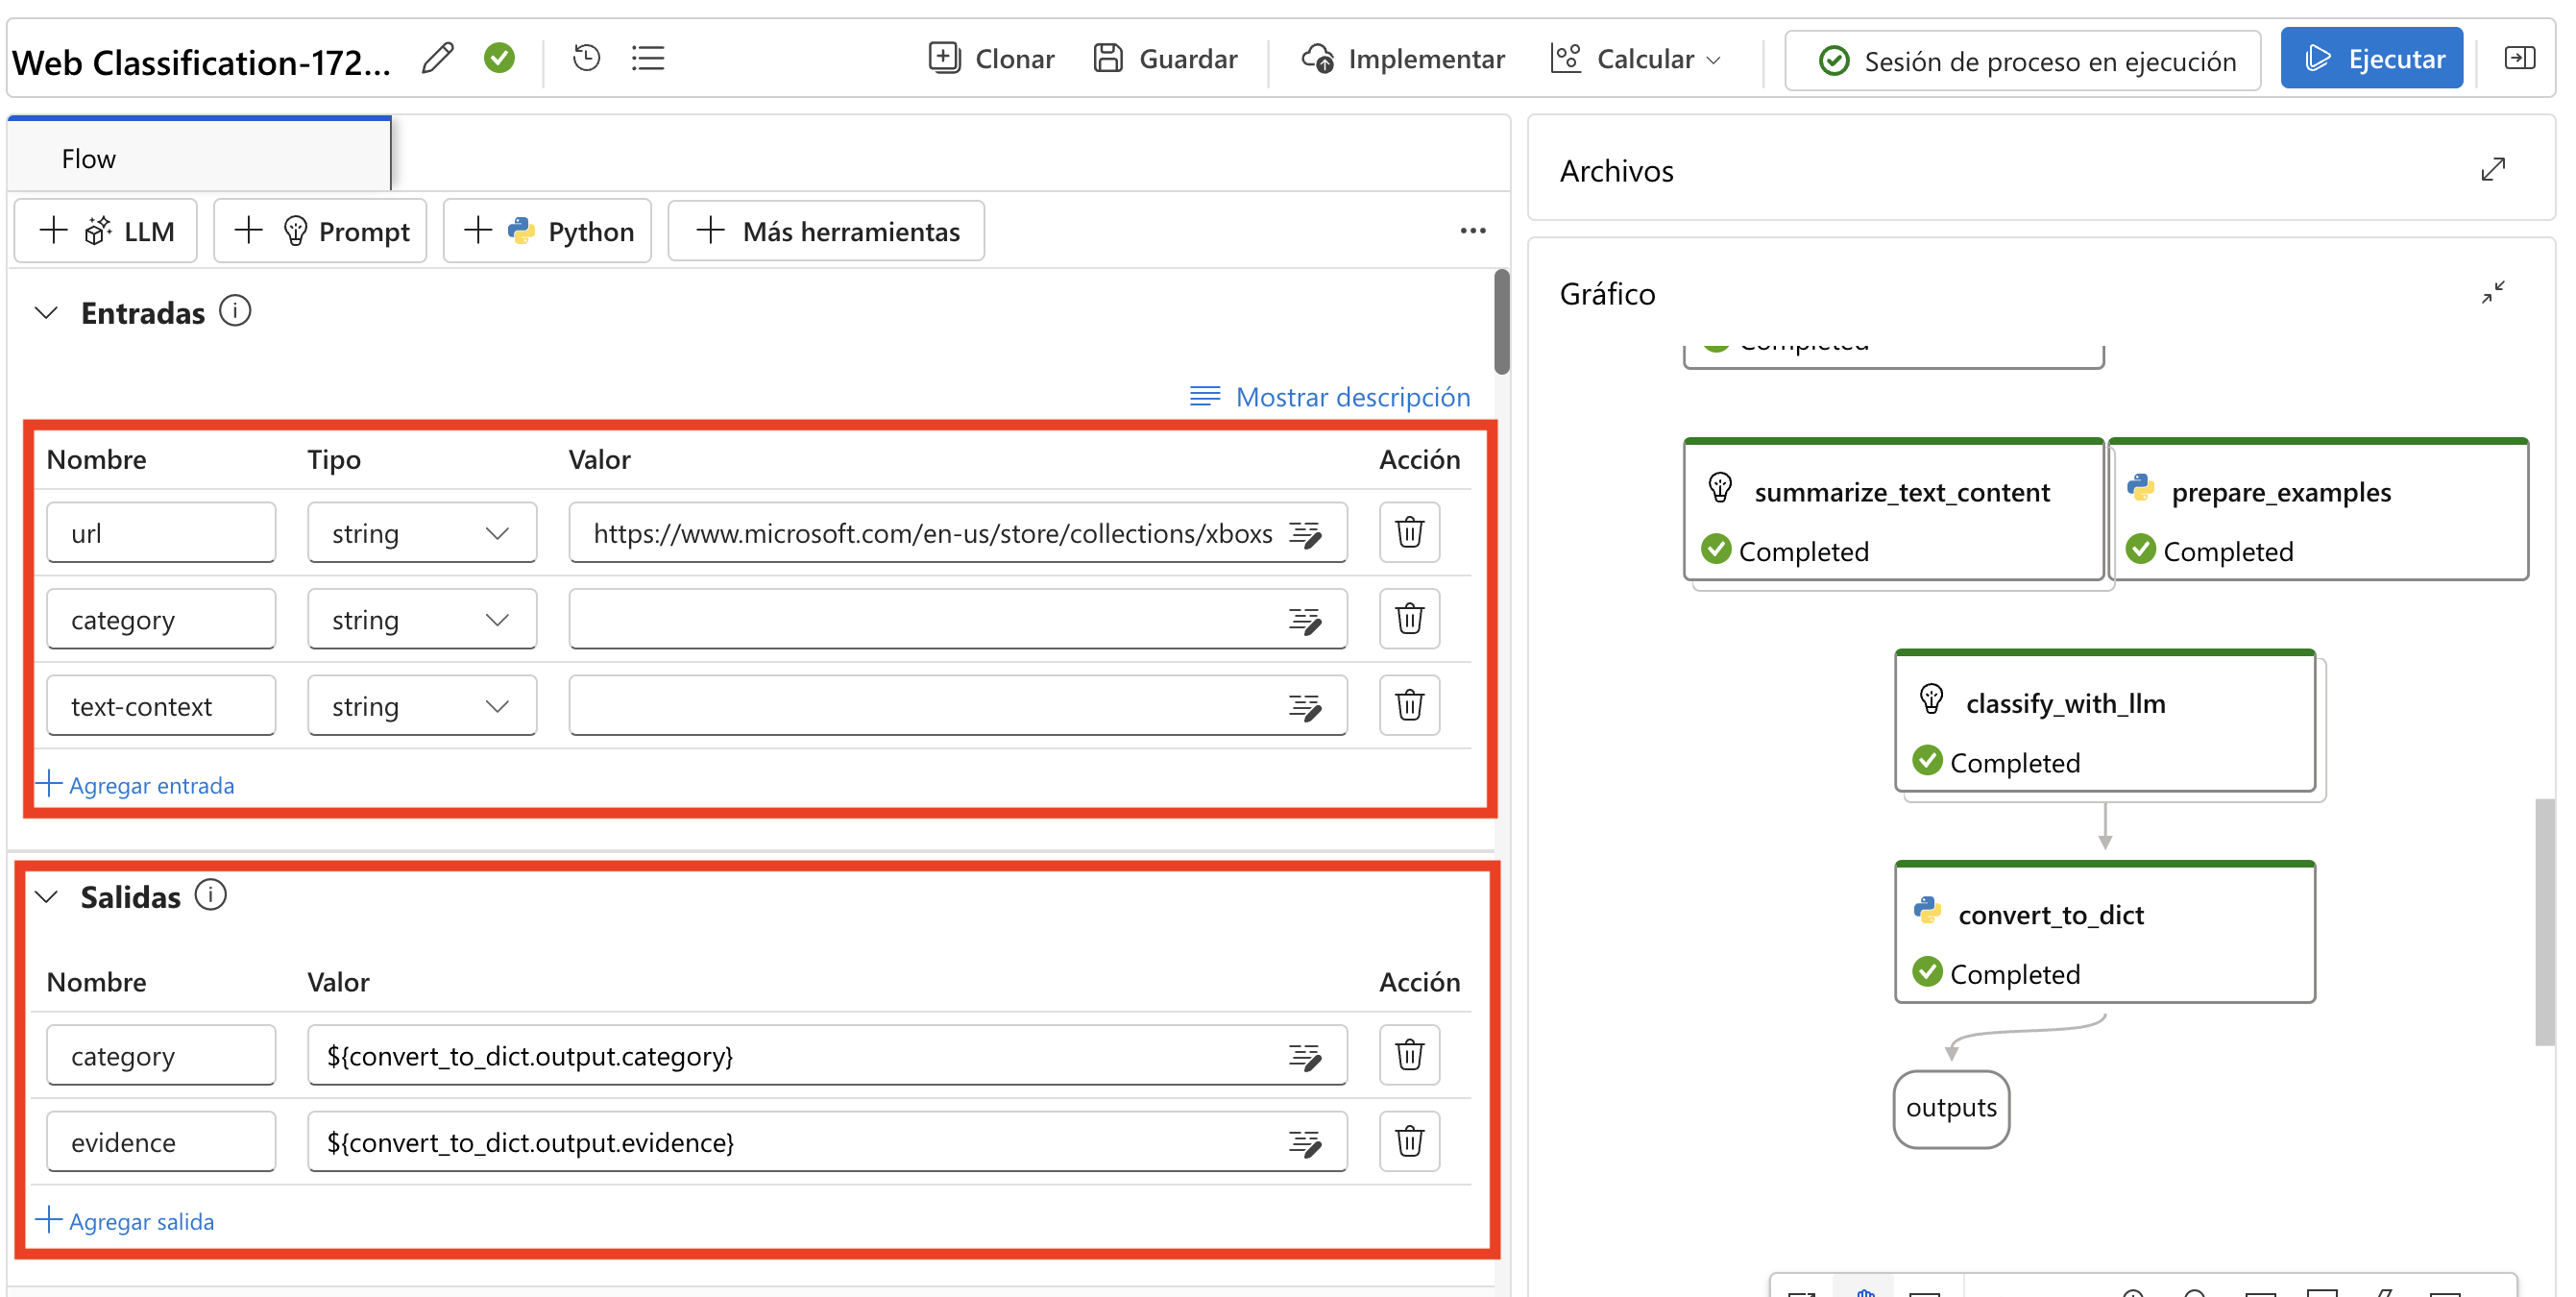 Web Classification-172...
Clonar
Guardar
Implementar
Calcular
Sesión de proceso en ejecución
Ejecutar
Flow
LLM
Prompt
Python
Más herramientas
Entradas
Mostrar descripción
Nombre Tipo Valor Acción
url string https://www.microsoft.com/en-us/store/collections/xboxs
category string
text-context string
Agregar entrada
Salidas
Nombre Valor Acción
category ${convert_to_dict.output.category}
evidence ${convert_to_dict.output.evidence}
Agregar salida
Archivos
Gráfico
Completed
summarize_text_content
Completed
prepare_examples
Completed
classify_with_llm
Completed
convert_to_dict
Completed
outputs